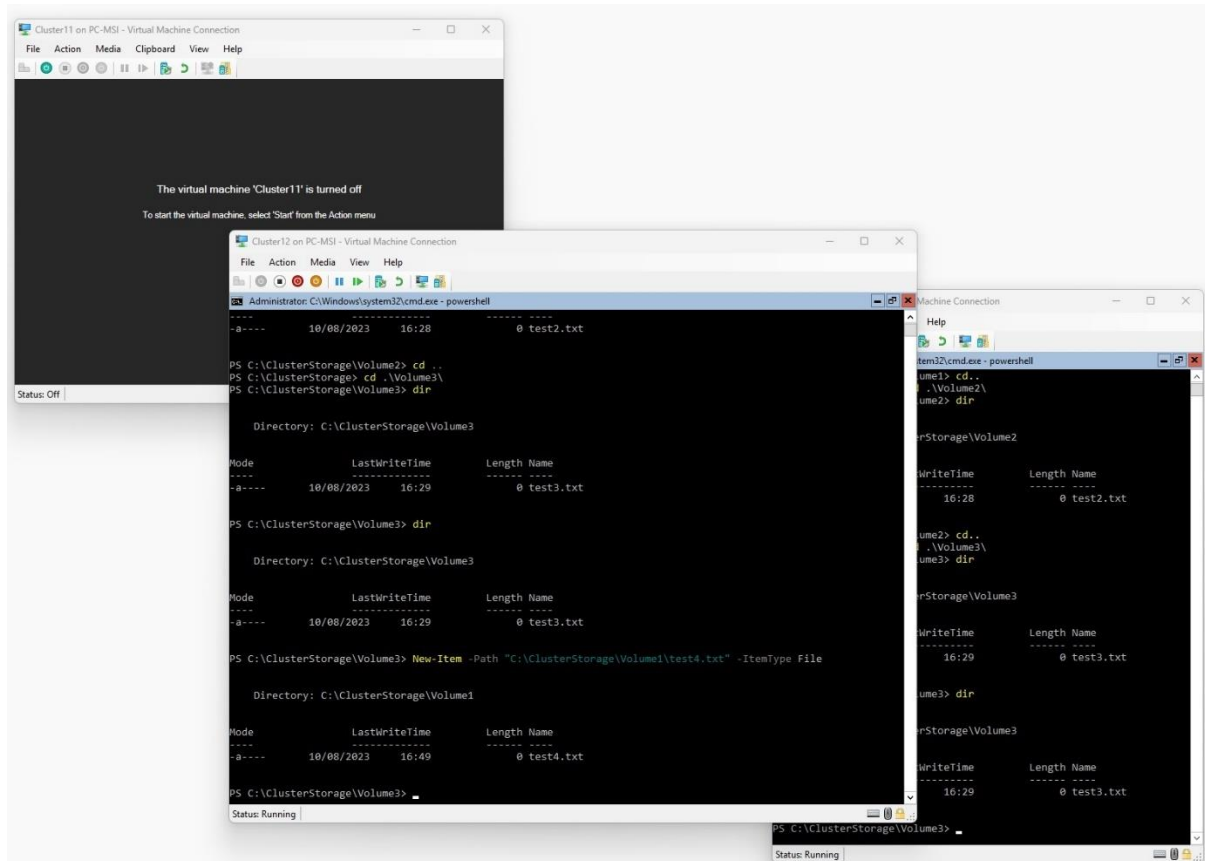 Cluster11 on PC-MSI - Virtual Machine Connection
File Action Media Clipboard View Help
The virtual machine 'Cluster11' is turned off
To start the virtual machine, select 'Start' from the Action menu
Status: Off
Cluster12 on PC-MSI - Virtual Machine Connection
File Action Media View Help
Administrator: C:\Windows\system32\cmd.exe - powershell
---- ------------- ------ ----
-a---- 10/08/2023 16:28 0 test2.txt
PS C:\ClusterStorage\Volume2> cd ..
PS C:\ClusterStorage> cd .\Volume3\
PS C:\ClusterStorage\Volume3> dir
Directory: C:\ClusterStorage\Volume3
Mode LastWriteTime Length Name
---- ------------- ------ ----
-a---- 10/08/2023 16:29 0 test3.txt
PS C:\ClusterStorage\Volume3> dir
Directory: C:\ClusterStorage\Volume3
Mode LastWriteTime Length Name
---- ------------- ------ ----
-a---- 10/08/2023 16:29 0 test3.txt
PS C:\ClusterStorage\Volume3> New-Item -Path "C:\ClusterStorage\Volume1\test4.txt" -ItemType File
Directory: C:\ClusterStorage\Volume1
Mode LastWriteTime Length Name
---- ------------- ------ ----
-a---- 10/08/2023 16:49 0 test4.txt
PS C:\ClusterStorage\Volume3>
Status: Running
Machine Connection
Help
tem32\cmd.exe - powershell
ume1> cd..
.\Volume2\
ume2> dir
rStorage\Volume2
WriteTime Length Name
--------- ------ ----
16:28 0 test2.txt
ume2> cd..
.\Volume3\
ume3> dir
rStorage\Volume3
WriteTime Length Name
--------- ------ ----
16:29 0 test3.txt
ume3> dir
rStorage\Volume3
WriteTime Length Name
--------- ------ ----
16:29 0 test3.txt
PS C:\ClusterStorage\Volume3>
Status: Running